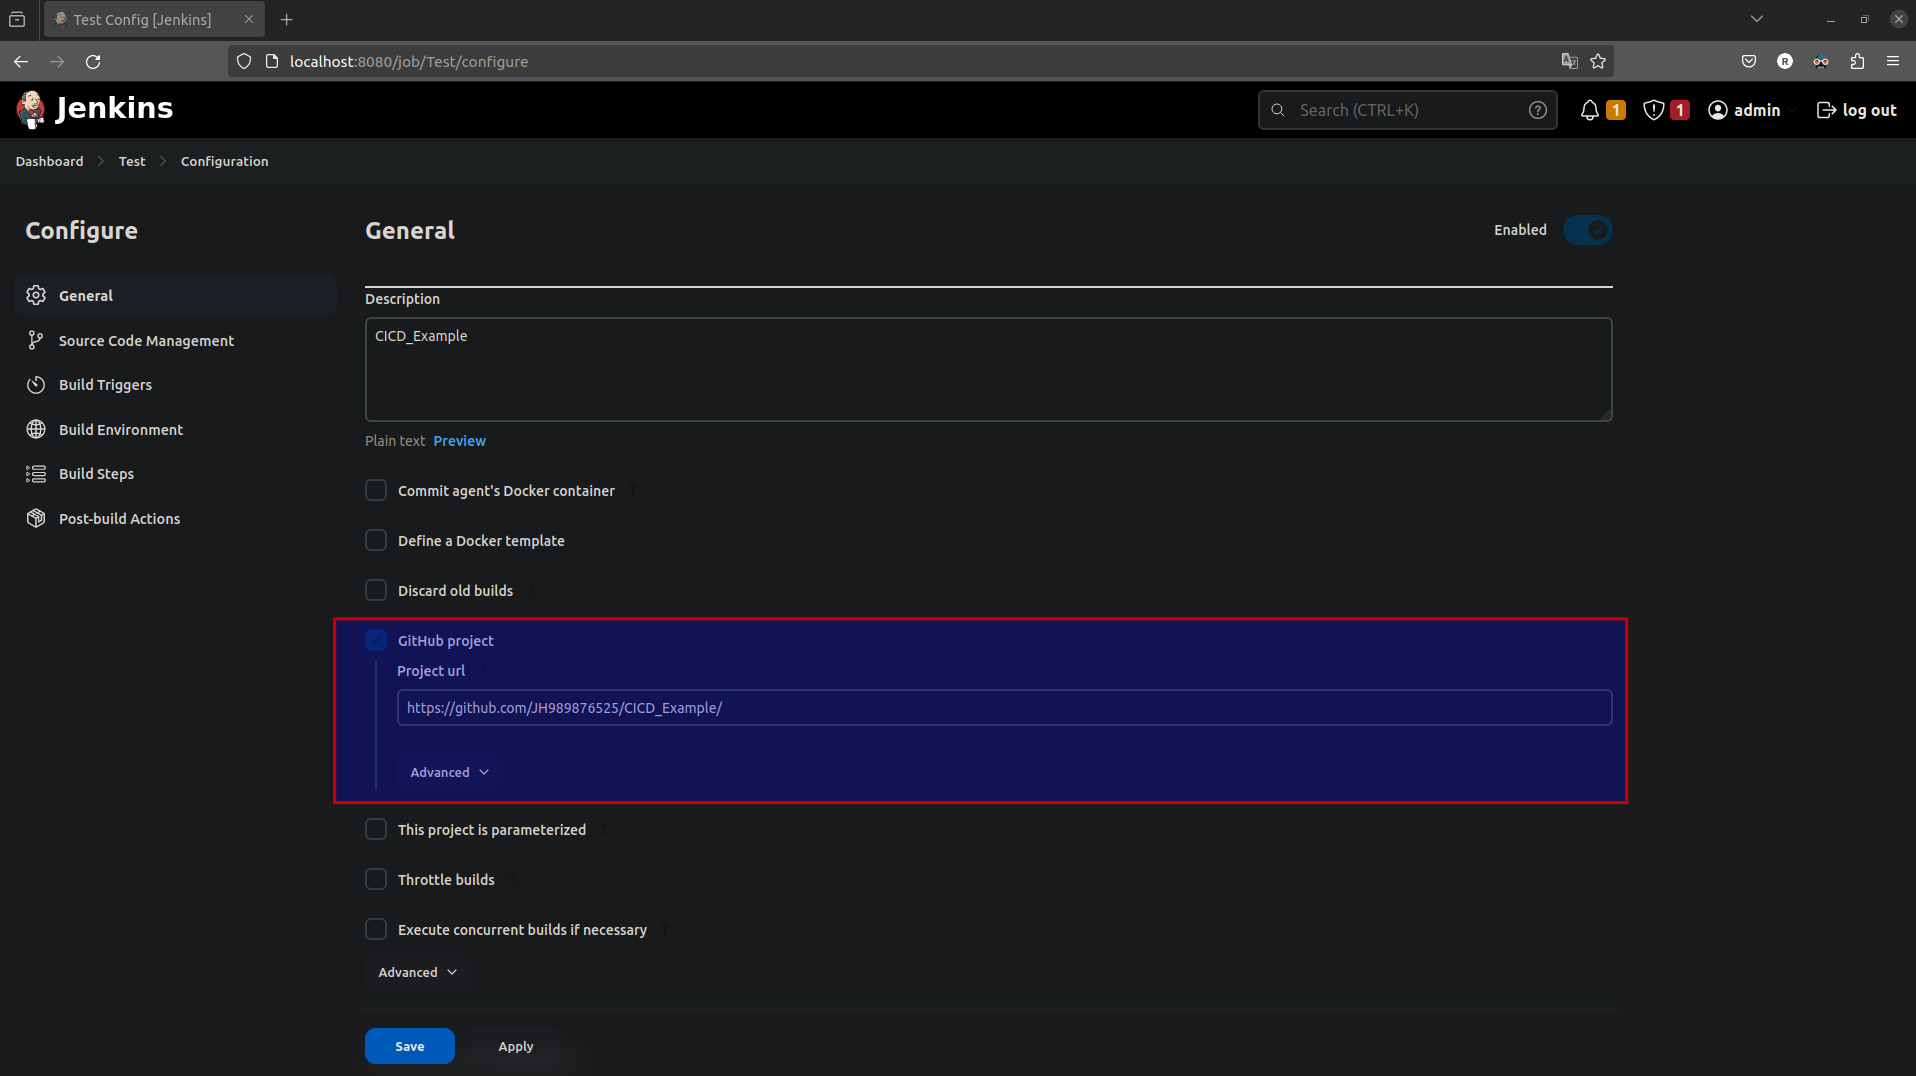 Test Config [Jenkins]
localhost:8080/job/Test/configure
R
Jenkins
Search (CTRL+K)
?
1
1
admin
log out
Dashboard
Test
Configuration
Configure
General
Source Code Management
Build Triggers
Build Environment
Build Steps
Post-build Actions
General
Enabled
Description
CICD_Example
Plain text Preview
Commit agent's Docker container ?
Define a Docker template
Discard old builds ?
GitHub project
Project url ?
https://github.com/JH989876525/CICD_Example/
Advanced
This project is parameterized ?
Throttle builds ?
Execute concurrent builds if necessary ?
Advanced
Save
Apply